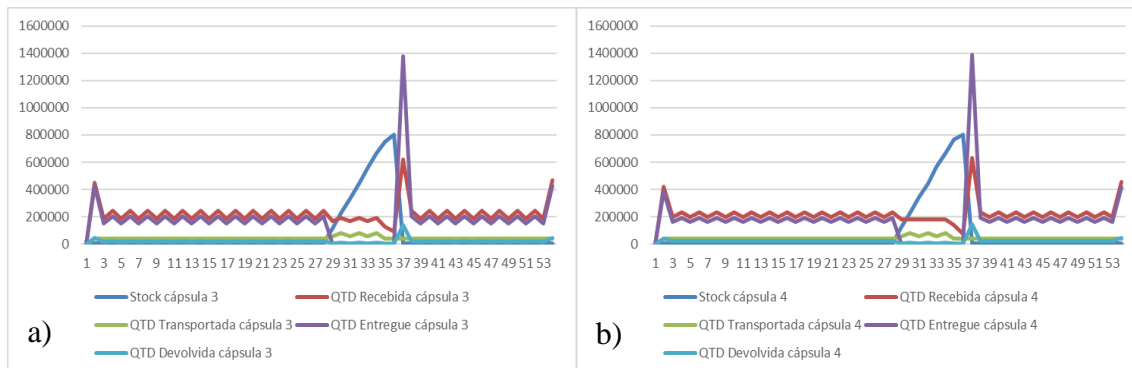 1600000
1400000
1200000
1000000
800000
600000
400000
200000
0
1 3 5 7 9 11 13 15 17 19 21 23 25 27 29 31 33 35 37 39 41 43 45 47 49 51 53
Stock cápsula 3 QTD Recebida cápsula 3
QTD Transportada cápsula 3 QTD Entregue cápsula 3
QTD Devolvida cápsula 3
a)
1600000
1400000
1200000
1000000
800000
600000
400000
200000
0
1 3 5 7 9 11 13 15 17 19 21 23 25 27 29 31 33 35 37 39 41 43 45 47 49 51 53
Stock cápsula 4 QTD Recebida cápsula 4
QTD Transportada cápsula 4 QTD Entregue cápsula 4
QTD Devolvida cápsula 4
b)